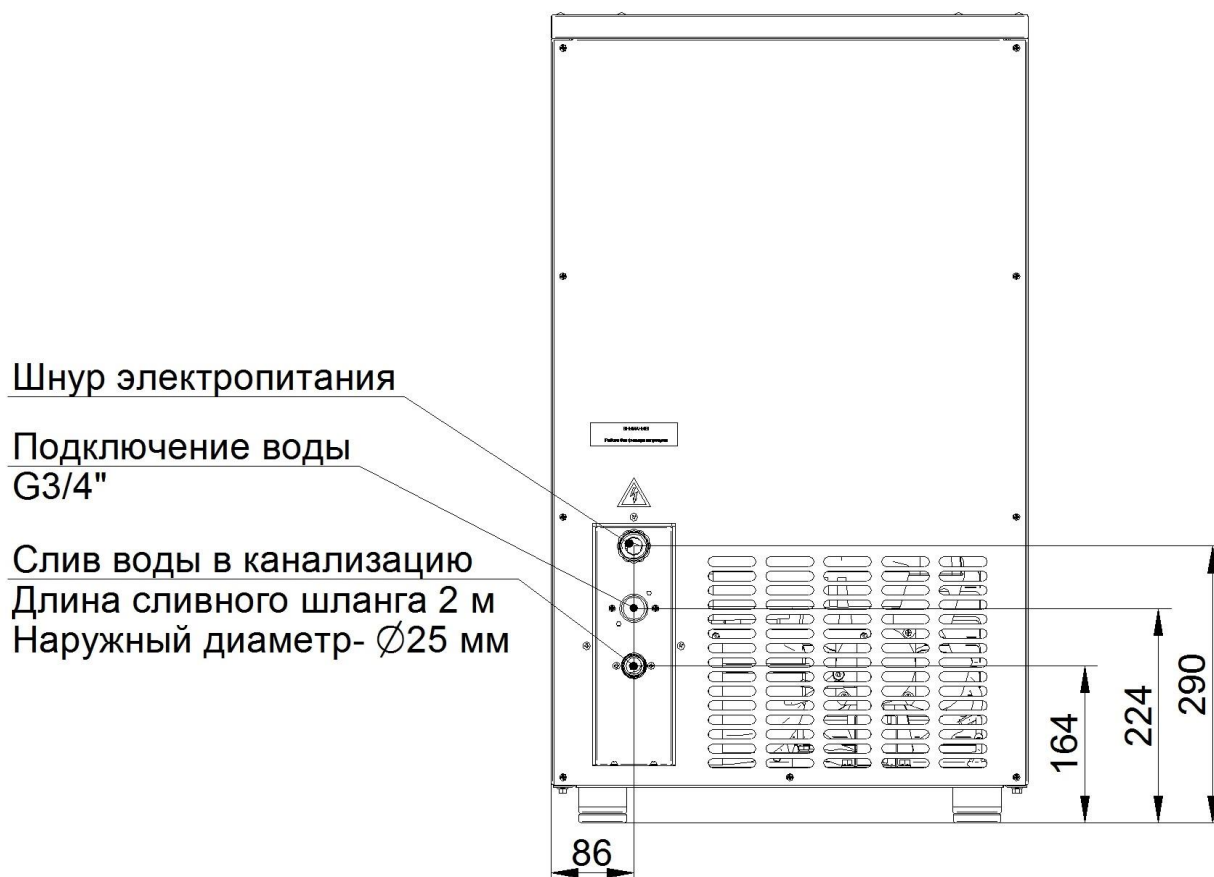 Шнур электропитания
Подключение воды
G3/4"
Слив воды в канализацию
Длина сливного шланга 2 м
Наружный диаметр- Ø25 мм
290
224
164
86